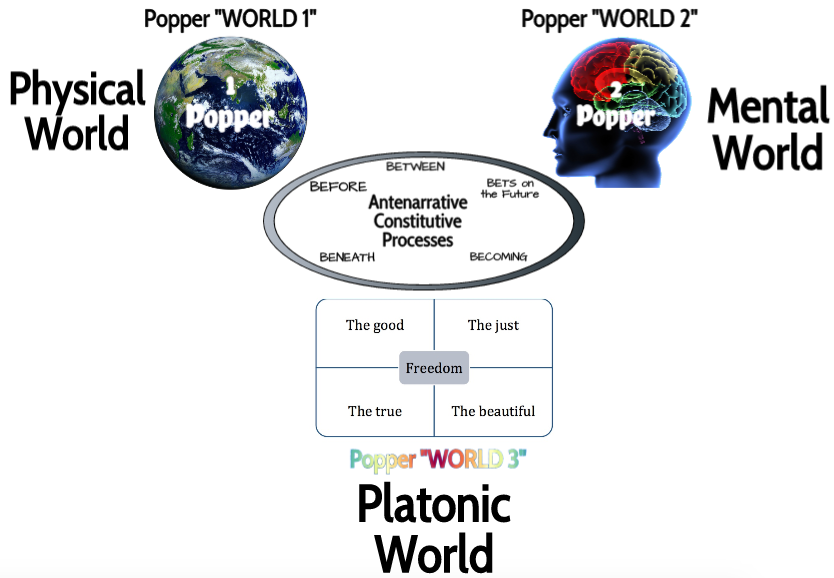 Popper "WORLD 1"
Popper "WORLD 2"
Physical
World
1
Popper
2
Popper
Mental
World
BETWEEN
BEFORE
BETS on
the Future
Antenarrative
Constitutive
Processes
BENEATH
BECOMING
The good
The just
Freedom
The true
The beautiful
Popper "WORLD 3"
Platonic
World